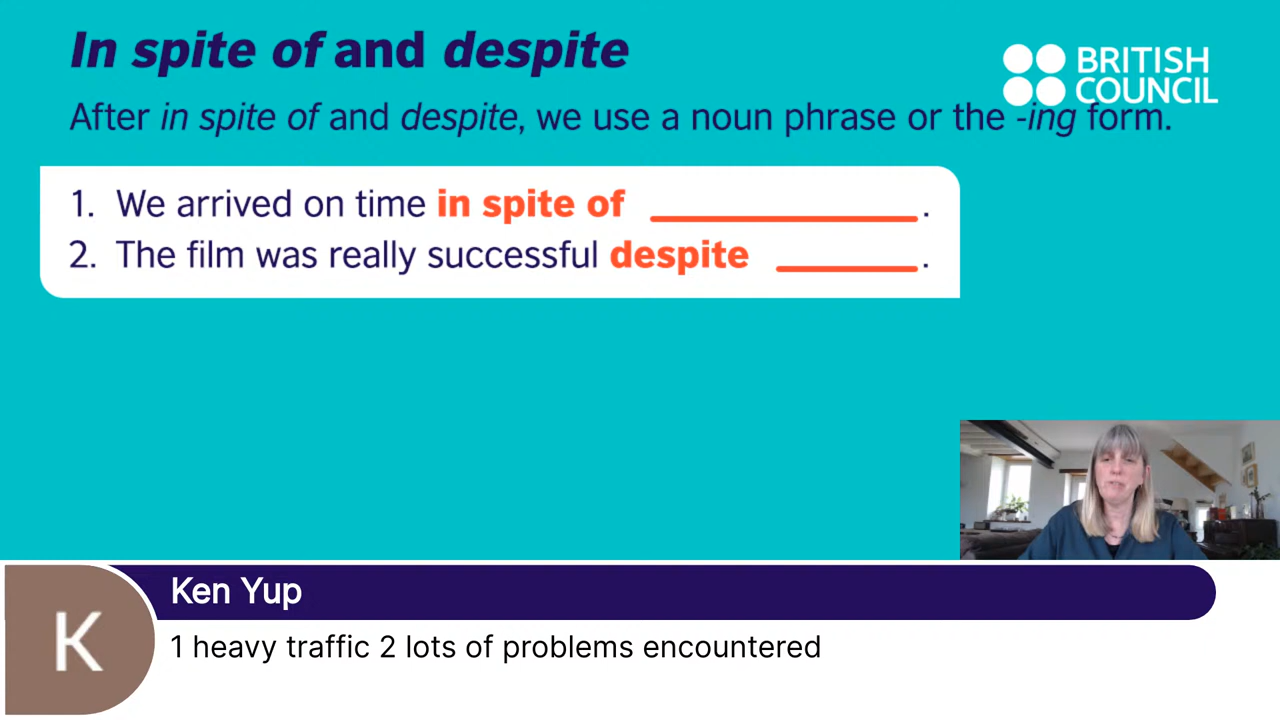 In spite of and despite
BRITISH
COUNCIL
After in spite of and despite, we use a noun phrase or the -ing form.
1. We arrived on time in spite of ____________.
2. The film was really successful despite ______.
Ken Yup
K
1 heavy traffic 2 lots of problems encountered